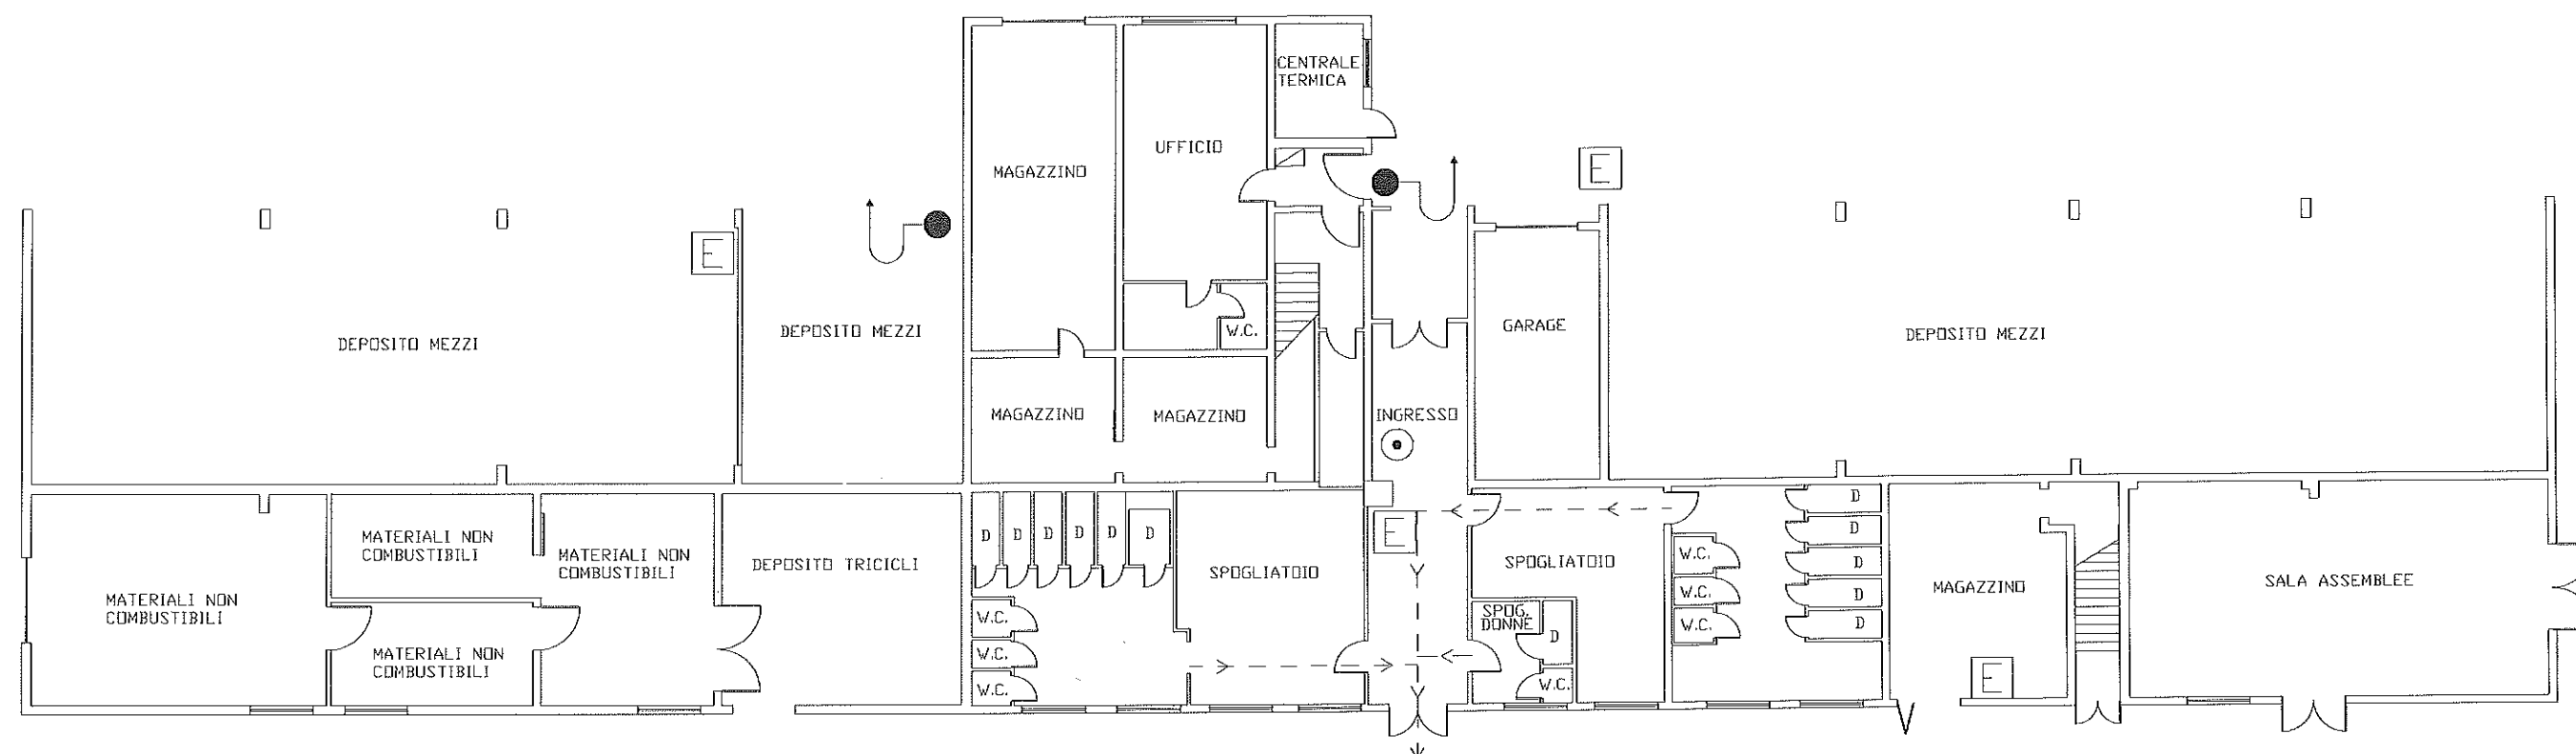 CENTRALE
TERMICA
UFFICIO
MAGAZZINO
E
E
DEPOSITO MEZZI
DEPOSITO MEZZI
W.C.
GARAGE
DEPOSITO MEZZI
MAGAZZINO
MAGAZZINO
INGRESSO
MATERIALI NON
COMBUSTIBILI
MATERIALI NON
COMBUSTIBILI
DEPOSITO TRICICLI
D
D
D
D
D
D
SPOGLIATOIO
E
SPOGLIATOIO
W.C.
W.C.
W.C.
D
D
D
D
D
MAGAZZINO
SALA ASSEMBLEE
MATERIALI NON
COMBUSTIBILI
MATERIALI NON
COMBUSTIBILI
W.C.
W.C.
W.C.
SPOG.
DONNE
D
W.C.
E